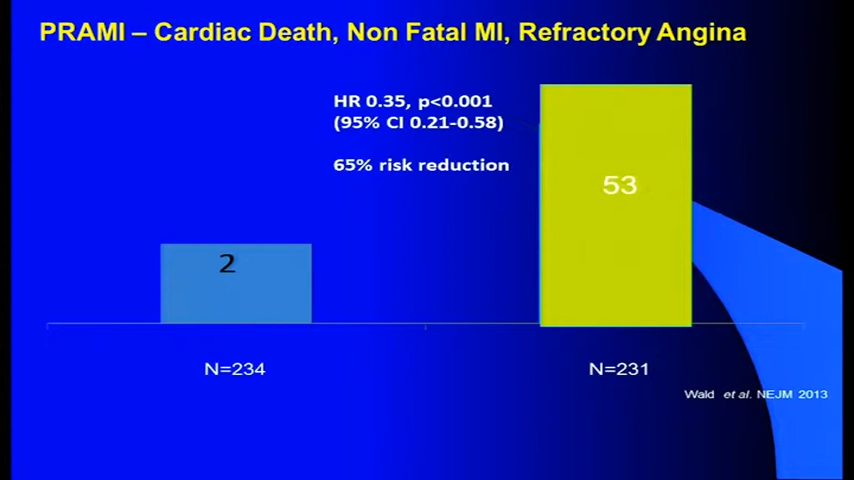 PRAMI – Cardiac Death, Non Fatal MI, Refractory Angina
HR 0.35, p<0.001
(95% CI 0.21-0.58)
65% risk reduction
2
53
N=234
N=231
Wald et al. NEJM 2013